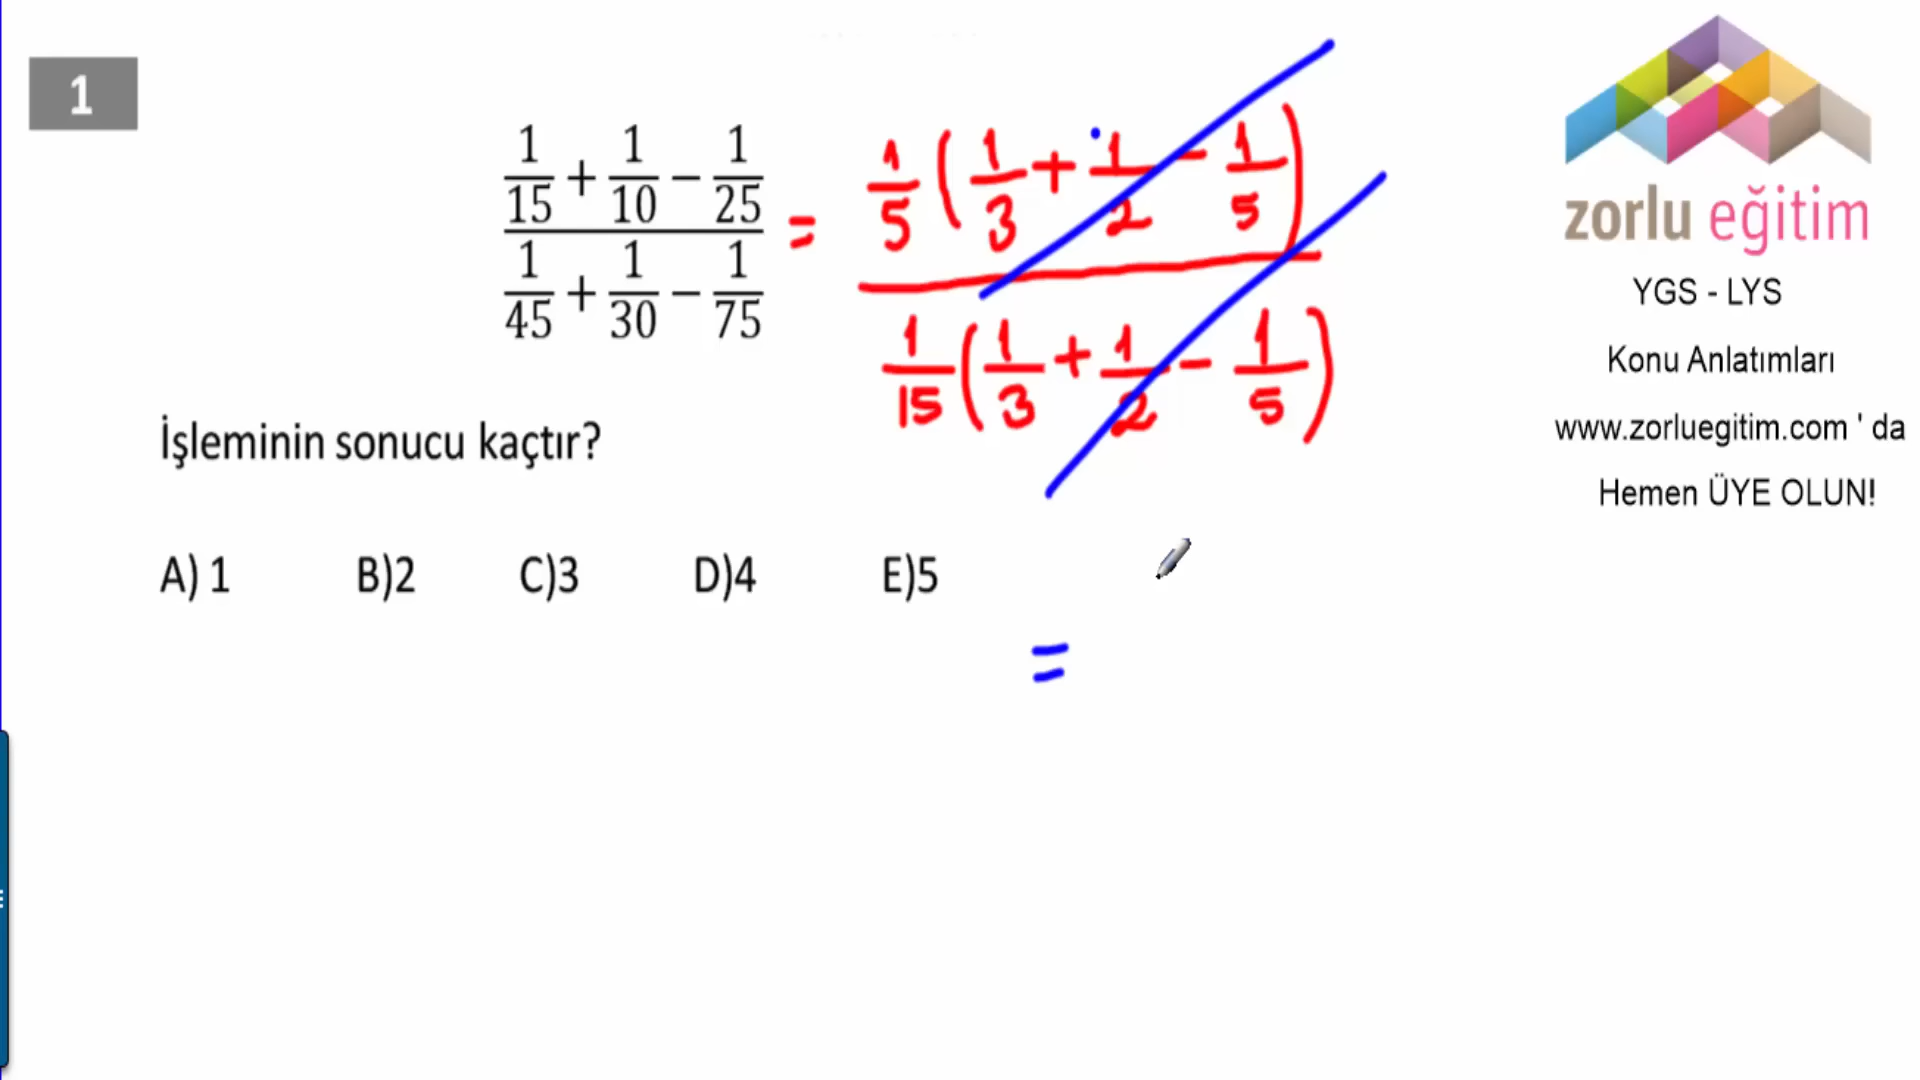 1
1/15 + 1/10 − 1/25
1/45 + 1/30 − 1/75
= 1/5 (1/3 + 1/2 − 1/5)
1/15 (1/3 + 1/2 − 1/5)
İşleminin sonucu kaçtır?
A) 1 B)2 C)3 D)4 E)5
=
zorlu eğitim
YGS - LYS
Konu Anlatımları
www.zorluegitim.com ' da
Hemen ÜYE OLUN!